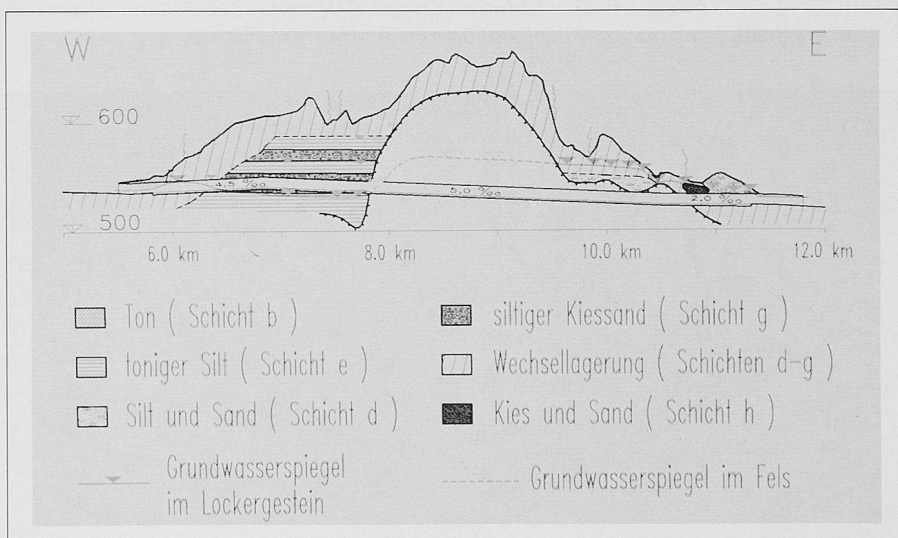 W E
600
4.5 ‰
5.0 ‰
2.0 ‰
500
6.0 km 8.0 km 10.0 km 12.0 km
Ton ( Schicht b )
siltiger Kiessand ( Schicht g )
toniger Silt ( Schicht e )
Wechsellagerung ( Schichten d-g )
Silt und Sand ( Schicht d )
Kies und Sand ( Schicht h )
Grundwasserspiegel
im Lockergestein
Grundwasserspiegel im Fels